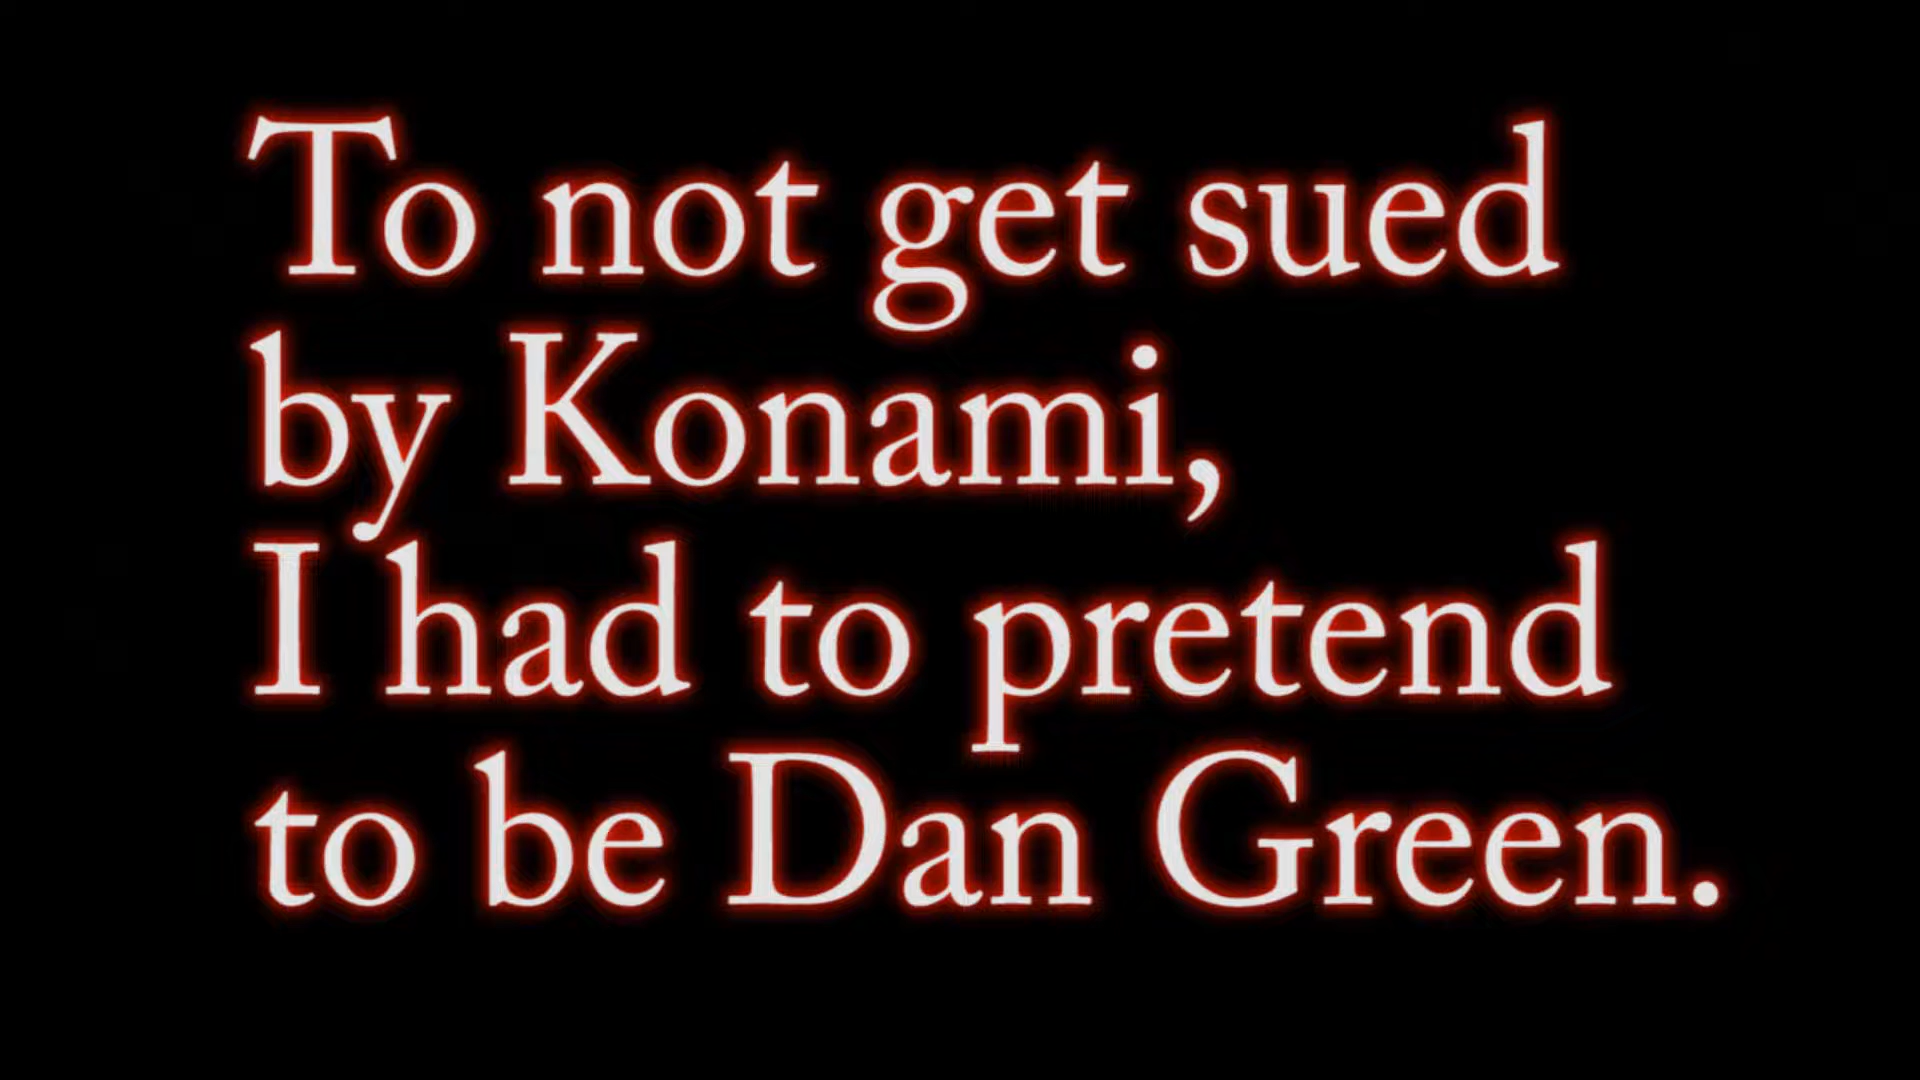 To not get sued
by Konami,
I had to pretend
to be Dan Green.